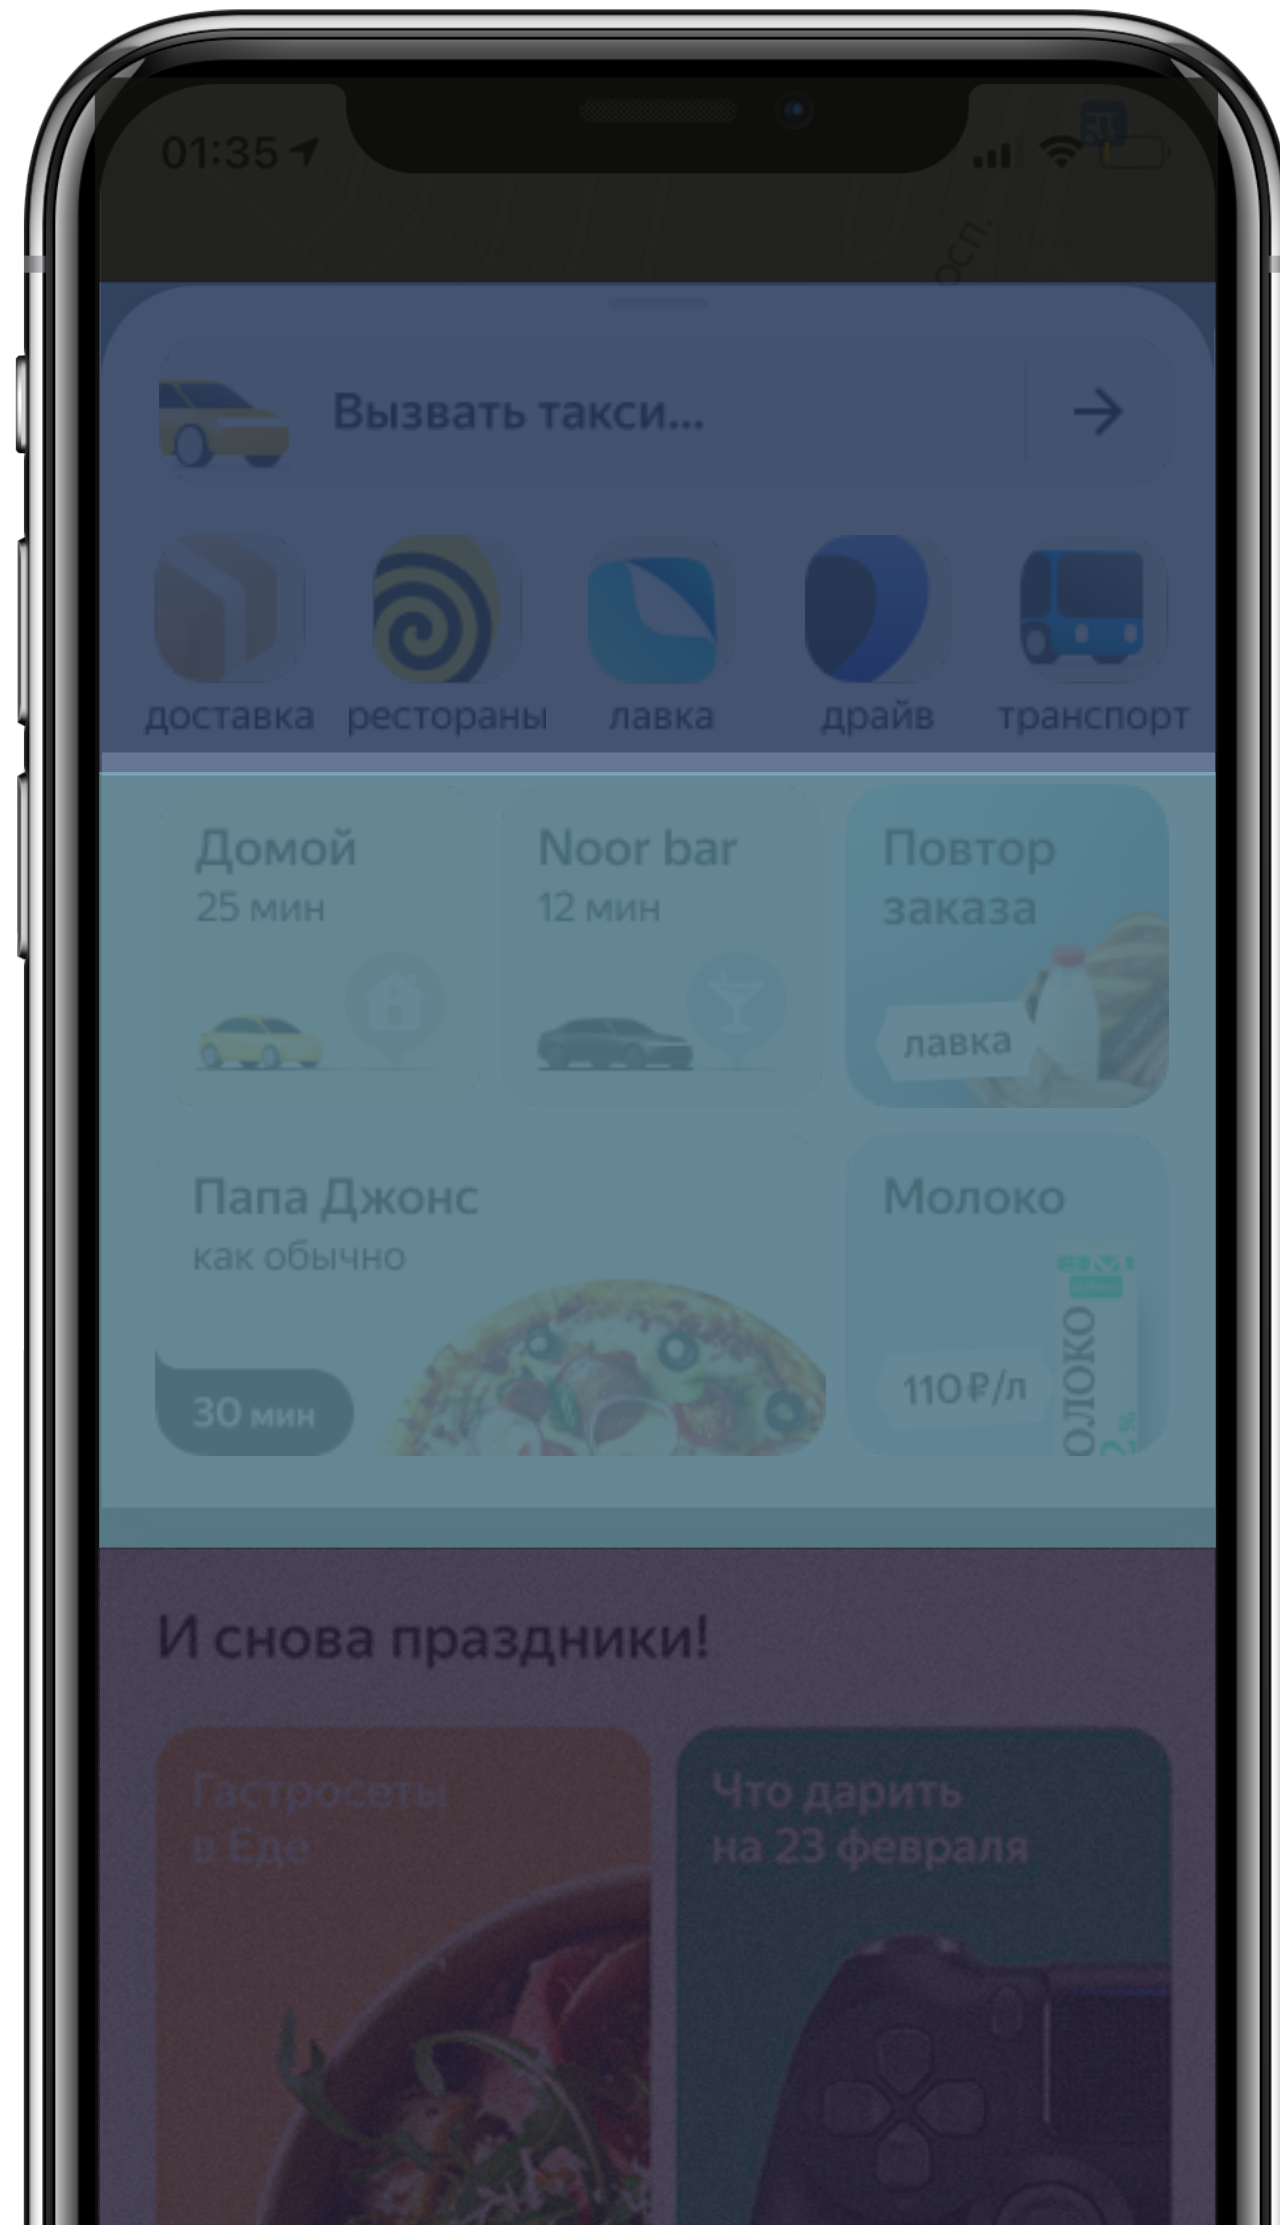 01:35
осп.
Вызвать такси...
доставка рестораны лавка драйв транспорт
Домой
25 мин
Noor bar
12 мин
Повтор
заказа
лавка
Папа Джонс
как обычно
30 мин
Молоко
110 ₽/л
ОЛОКО
И снова праздники!
Гастросеты
в Еде
Что дарить
на 23 февраля